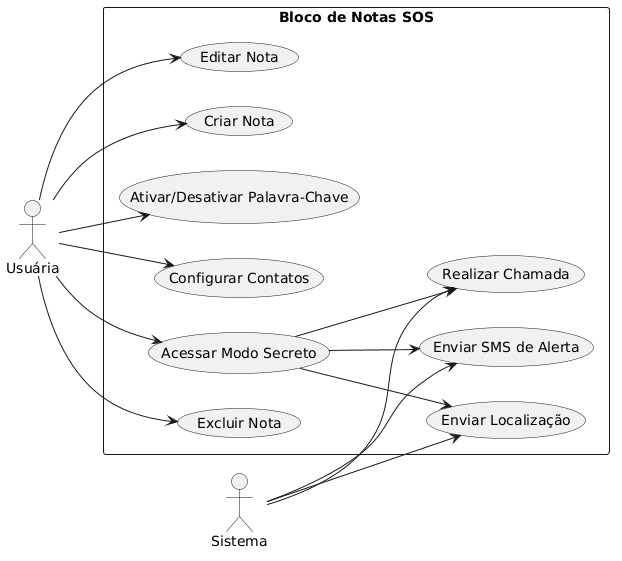 Bloco de Notas SOS
Editar Nota
Criar Nota
Ativar/Desativar Palavra-Chave
Usuária
Configurar Contatos
Realizar Chamada
Acessar Modo Secreto
Enviar SMS de Alerta
Excluir Nota
Enviar Localização
Sistema